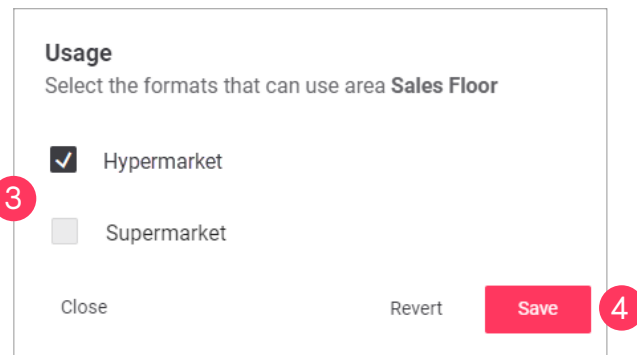 Usage
Select the formats that can use area Sales Floor
Hypermarket
3
Supermarket
Close Revert Save 4